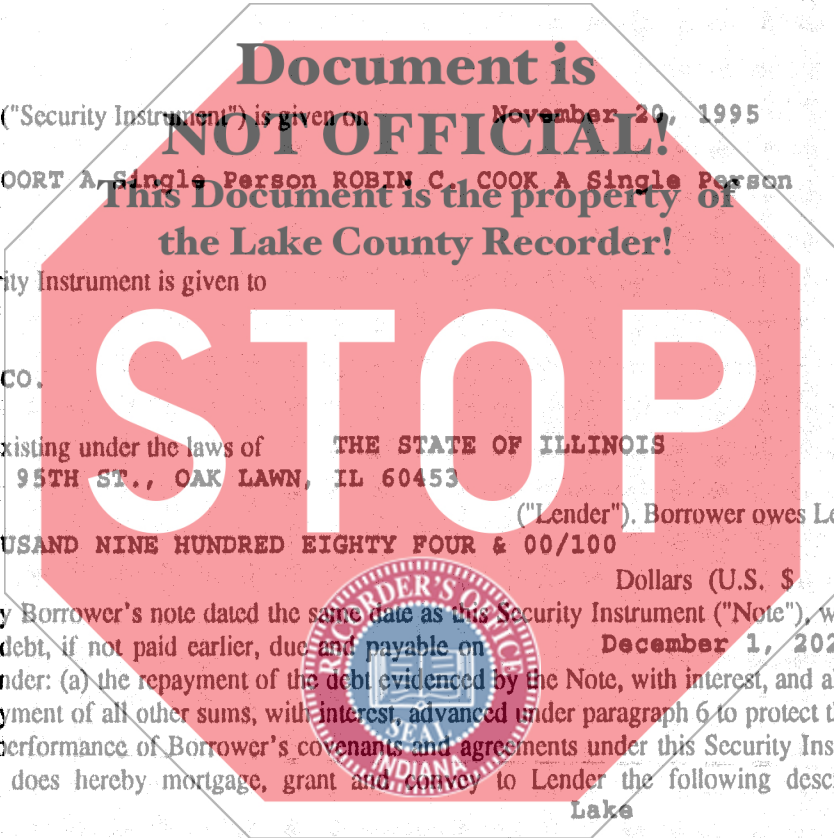 Document is
("Security Instrument") is given on November 20, 1995
NOT OFFICIAL!
OORT A Single Person ROBIN C. COOK A Single Person
This Document is the property of
the Lake County Recorder!
ity Instrument is given to
STOP
CO.
xisting under the laws of THE STATE OF ILLINOIS
95TH ST., OAK LAWN, IL 60453
("Lender"). Borrower owes Le
USAND NINE HUNDRED EIGHTY FOUR & 00/100
Dollars (U.S. $
y Borrower's note dated the same date as this Security Instrument ("Note"), w
debt, if not paid earlier, due and payable on December 1, 202
nder: (a) the repayment of the debt evidenced by the Note, with interest, and a
yment of all other sums, with interest, advanced under paragraph 6 to protect t
performance of Borrower's covenants and agreements under this Security Ins
does hereby mortgage, grant and convey to Lender the following desc
Lake
RECORDER'S OFFICE
SEAL
INDIANA